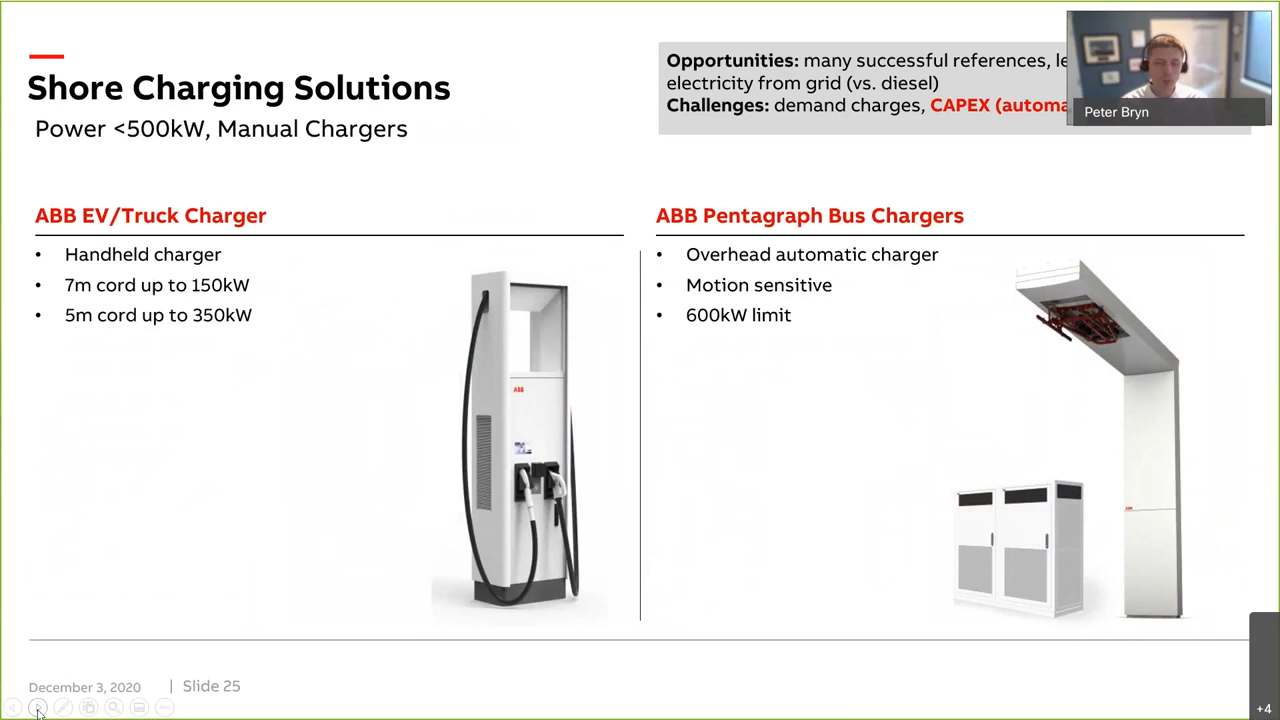 Shore Charging Solutions
Power <500kW, Manual Chargers
Opportunities: many successful references,
electricity from grid (vs. diesel)
Challenges: demand charges, CAPEX
Peter Bryn
ABB EV/Truck Charger
• Handheld charger
• 7m cord up to 150kW
• 5m cord up to 350kW
ABB
ABB Pentagraph Bus Chargers
• Overhead automatic charger
• Motion sensitive
• 600kW limit
ABB
December 3, 2020 | Slide 25
+4